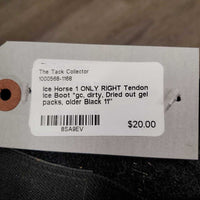 The Tack Collector
1000568-1168
Ice Horse 1 ONLY RIGHT Tendon
Ice Boot *gc, dirty, Dried out gel
packs, older Black 11"
8SA9EV
$20.00